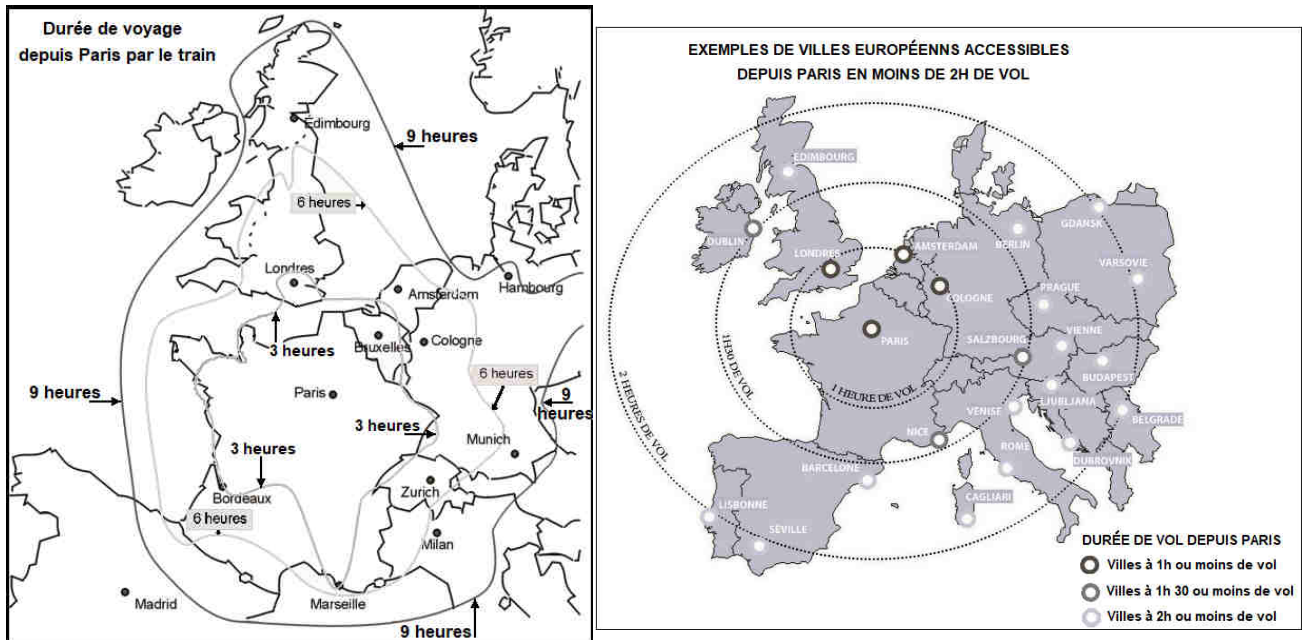 Durée de voyage
depuis Paris par le train
Édimbourg
9 heures
6 heures
Londres
Amsterdam
Hambourg
3 heures
Bruxelles
Cologne
6 heures
9 heures
Paris
9
heures
3 heures
3 heures
Munich
Bordeaux
Zurich
6 heures
Milan
Madrid
Marseille
9 heures
EXEMPLES DE VILLES EUROPÉENNS ACCESSIBLES
DEPUIS PARIS EN MOINS DE 2H DE VOL
EDIMBOURG
GDANSK
DUBLIN
AMSTERDAM
BERLIN
LONDRES
VARSOVIE
COLOGNE
PRAGUE
PARIS
SALZBOURG
VIENNE
1H30 DE VOL
BUDAPEST
2 HEURES DE VOL
1 HEURE DE VOL
LJUBLJANA
VENISE
BELGRADE
NICE
ROME
DUBROVNIK
BARCELONE
CAGLIARI
LISBONNE
SÉVILLE
DURÉE DE VOL DEPUIS PARIS
Villes à 1h ou moins de vol
Villes à 1h 30 ou moins de vol
Villes à 2h ou moins de vol